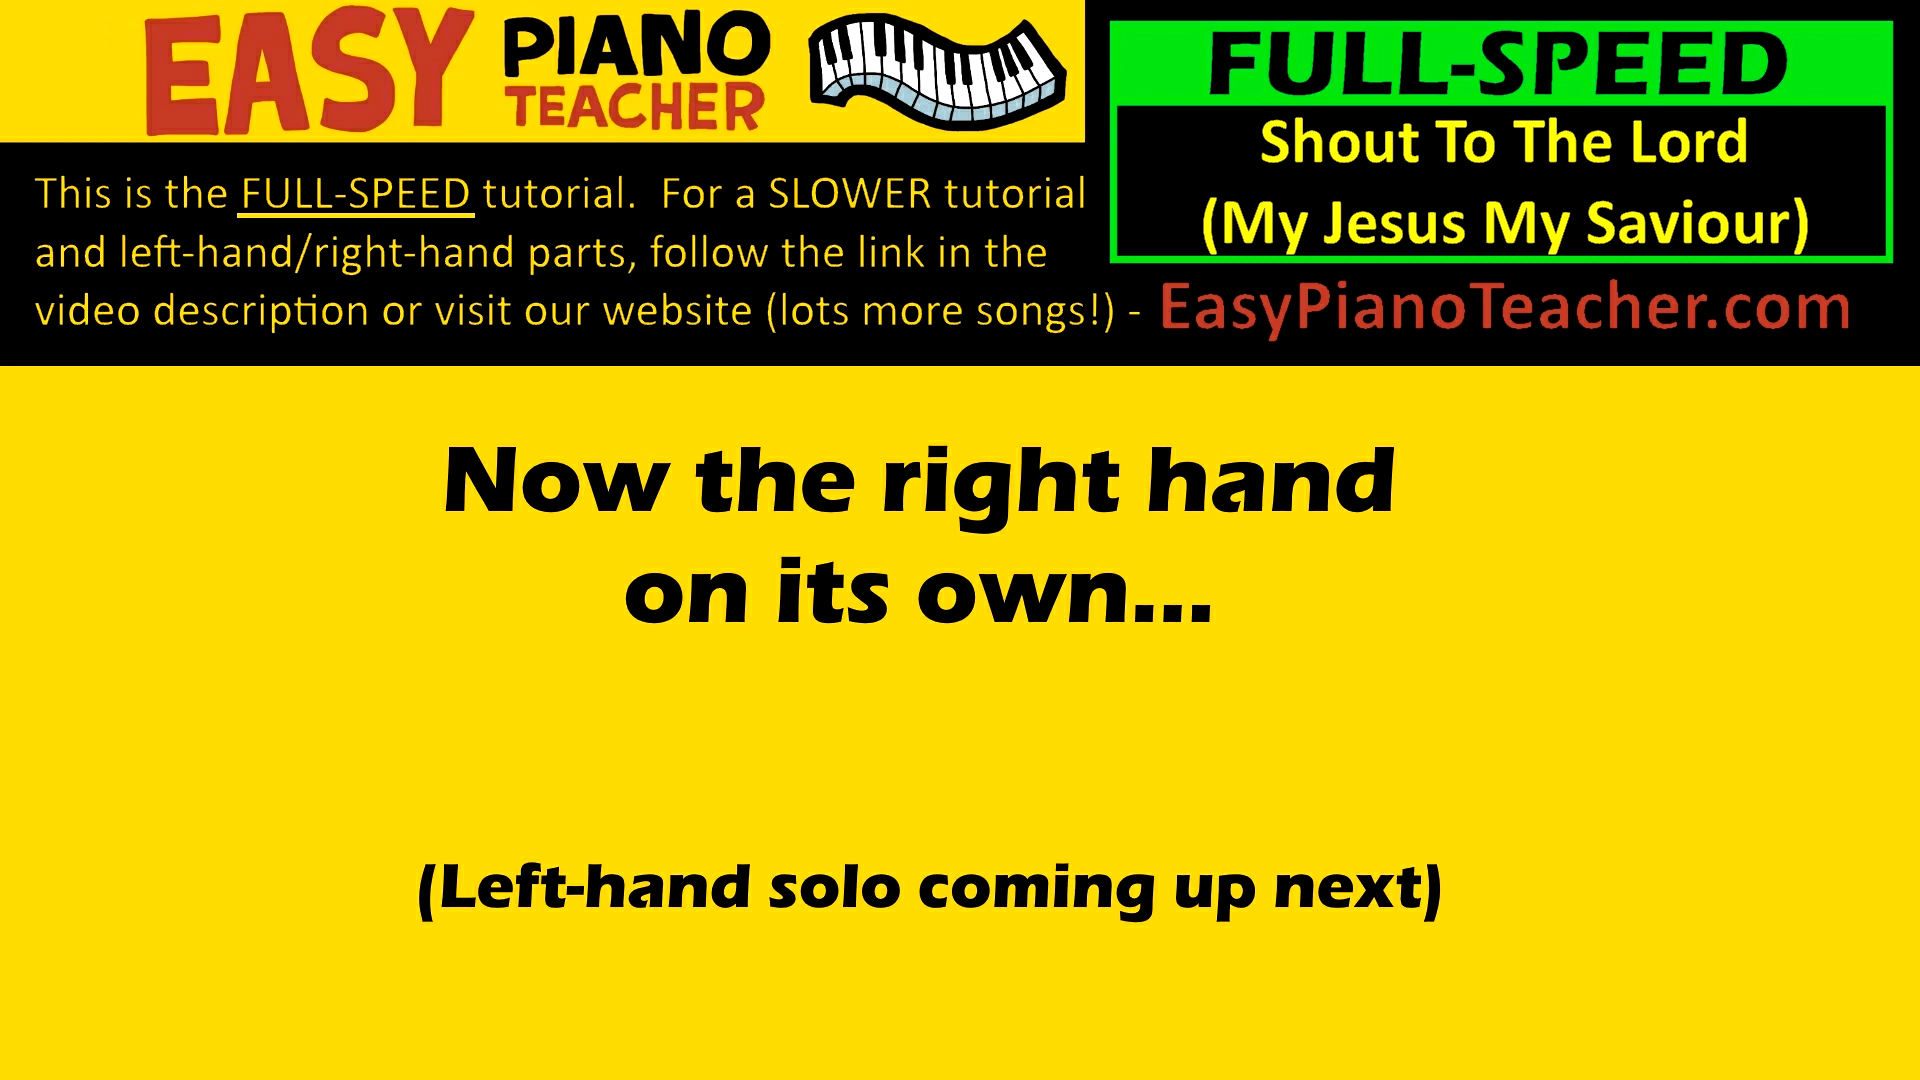 EASY PIANO TEACHER
FULL-SPEED
Shout To The Lord
(My Jesus My Saviour)
This is the FULL-SPEED tutorial.  For a SLOWER tutorial
and left-hand/right-hand parts, follow the link in the
video description or visit our website (lots more songs!) - EasyPianoTeacher.com
Now the right hand
on its own...
(Left-hand solo coming up next)